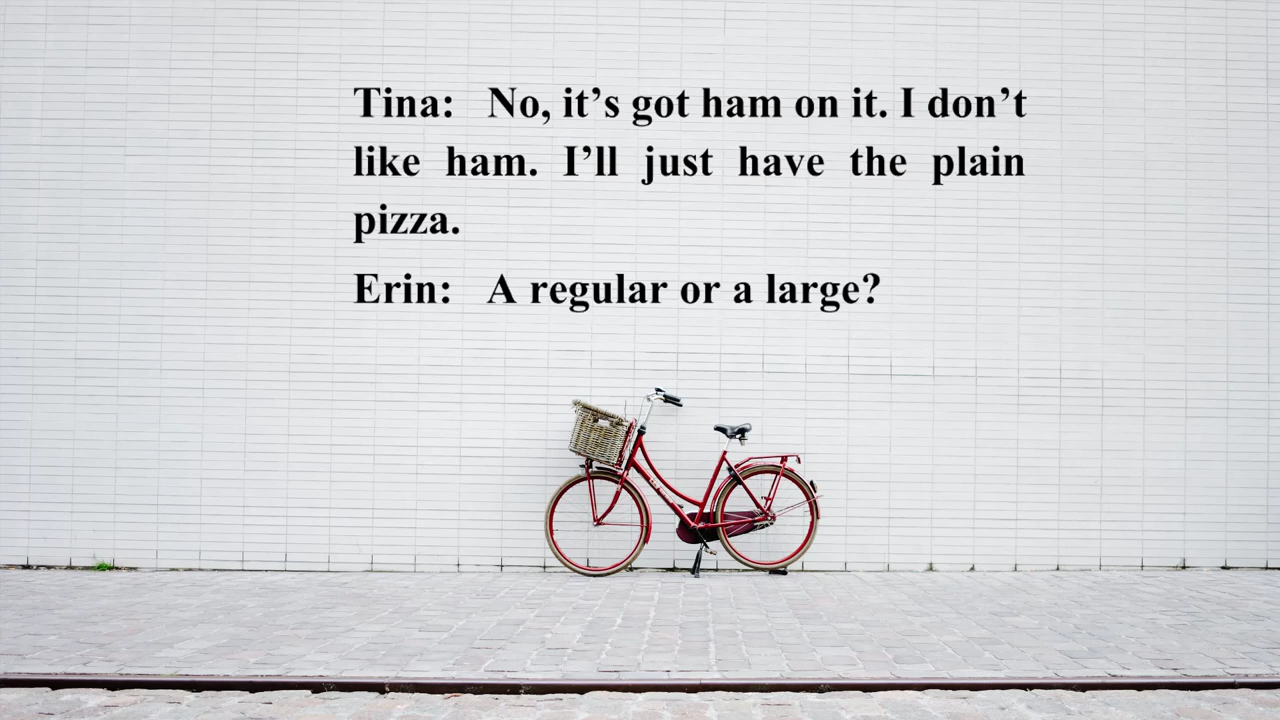 Tina: No, it’s got ham on it. I don’t
like ham. I’ll just have the plain
pizza.
Erin: A regular or a large?